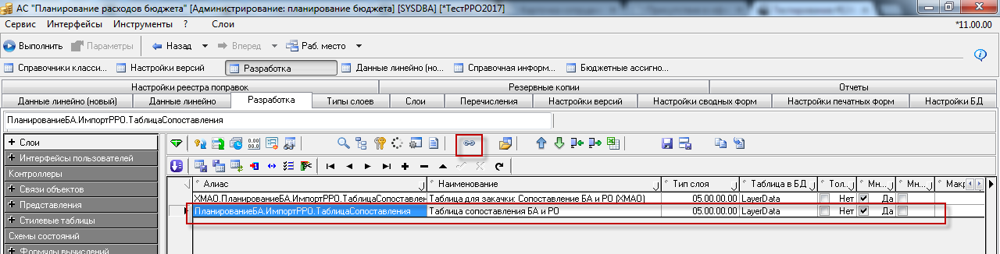 АС "Планирование расходов бюджета" [Администрирование: планирование бюджета] [SYSDBA] [*ТестРРО2017]
Сервис Интерфейсы Инструменты ? Слои *11.00.00
Выполнить Параметры Назад Вперед Раб. место
Справочники класси... Настройки версий Разработка Данные линейно (но... Справочная информ... Бюджетные ассигно...
Настройки реестра поправок Резервные копии Отчеты
Данные линейно (новый) Данные линейно Разработка Типы слоев Слои Перечисления Настройки версий Настройки сводных форм Настройки печатных форм Настройки БД
ПланированиеБА.ИмпортРРО.ТаблицаСопоставления
+ Слои
+ Интерфейсы пользователей
Контроллеры
+ Связи объектов
+ Представления
+ Стилевые таблицы
Схемы состояний
+ Формулы вычислений
Алиас Наименование Тип слоя Таблица в БД Тол... Мн... Мн... Макр
ХМАО.ПланированиеБА.ИмпортРРО.ТаблицаСопоставлен Таблица для закачки: Сопоставление БА и РО (ХМАО) 05.00.00.00 LayerData Нет Да
ПланированиеБА.ИмпортРРО.ТаблицаСопоставления Таблица сопоставления БА и РО 05.00.00.00 LayerData Нет Да